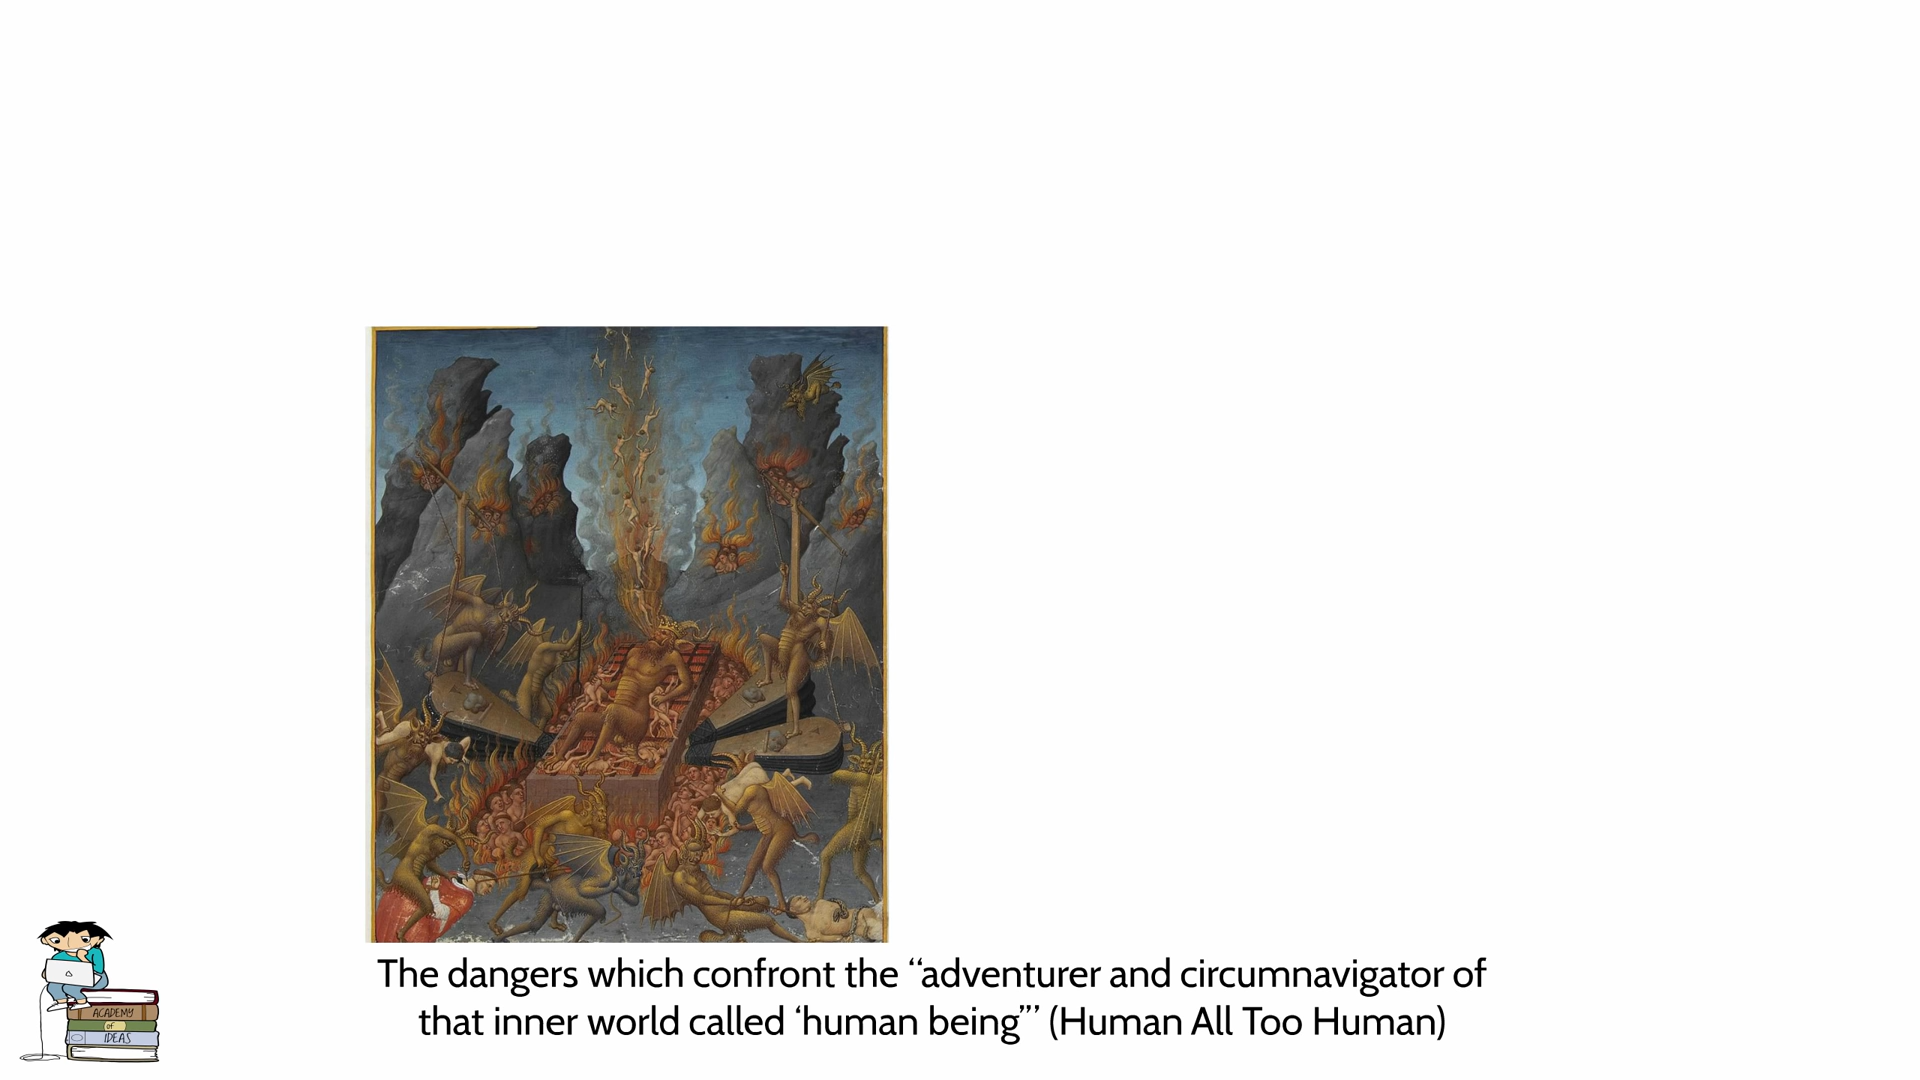 The dangers which confront the “adventurer and circumnavigator of
that inner world called ‘human being”’ (Human All Too Human)
ACADEMY
of
IDEAS